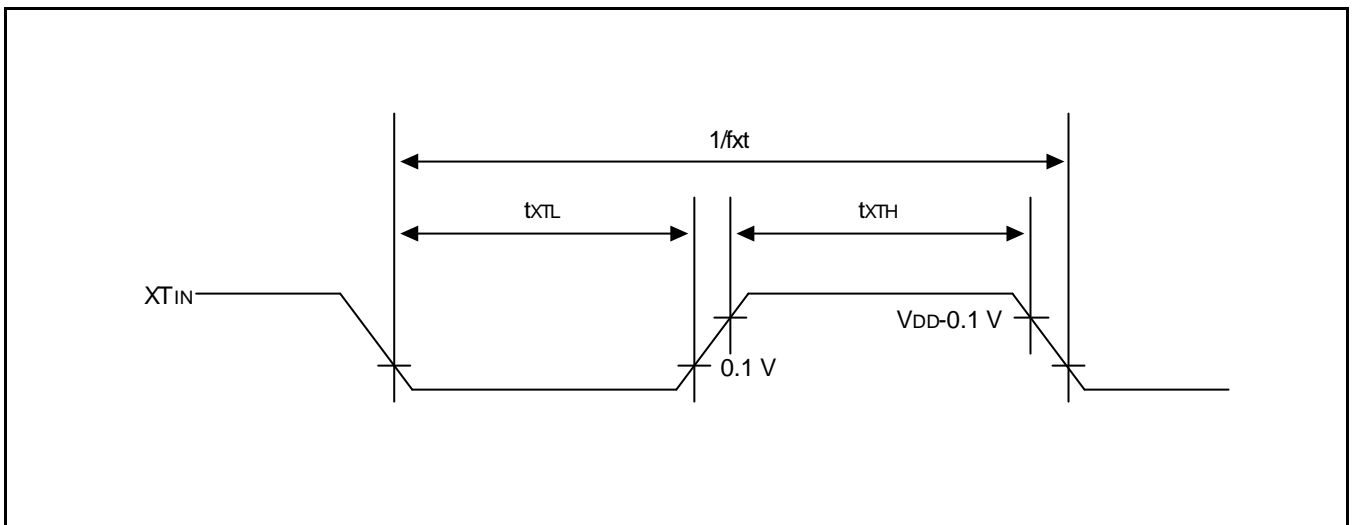 1/fxt
tXTL
tXTH
XTIN
VDD-0.1 V
0.1 V